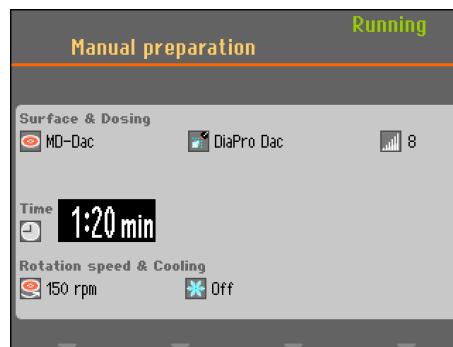 Running
Manual preparation
Surface & Dosing
MD-Dac DiaPro Dac 8
Time
1:20 min
Rotation speed & Cooling
150 rpm Off